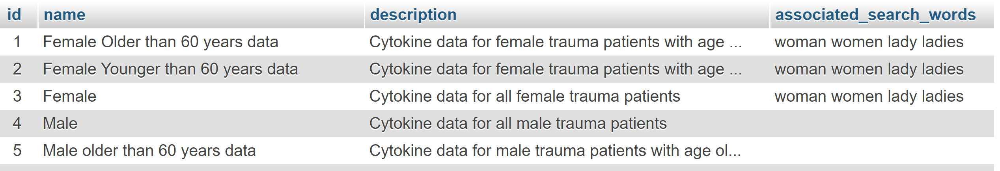 id name description associated_search_words
1 Female Older than 60 years data Cytokine data for female trauma patients with age ... woman women lady ladies
2 Female Younger than 60 years data Cytokine data for female trauma patients with age ... woman women lady ladies
3 Female Cytokine data for all female trauma patients woman women lady ladies
4 Male Cytokine data for all male trauma patients
5 Male older than 60 years data Cytokine data for male trauma patients with age ol...